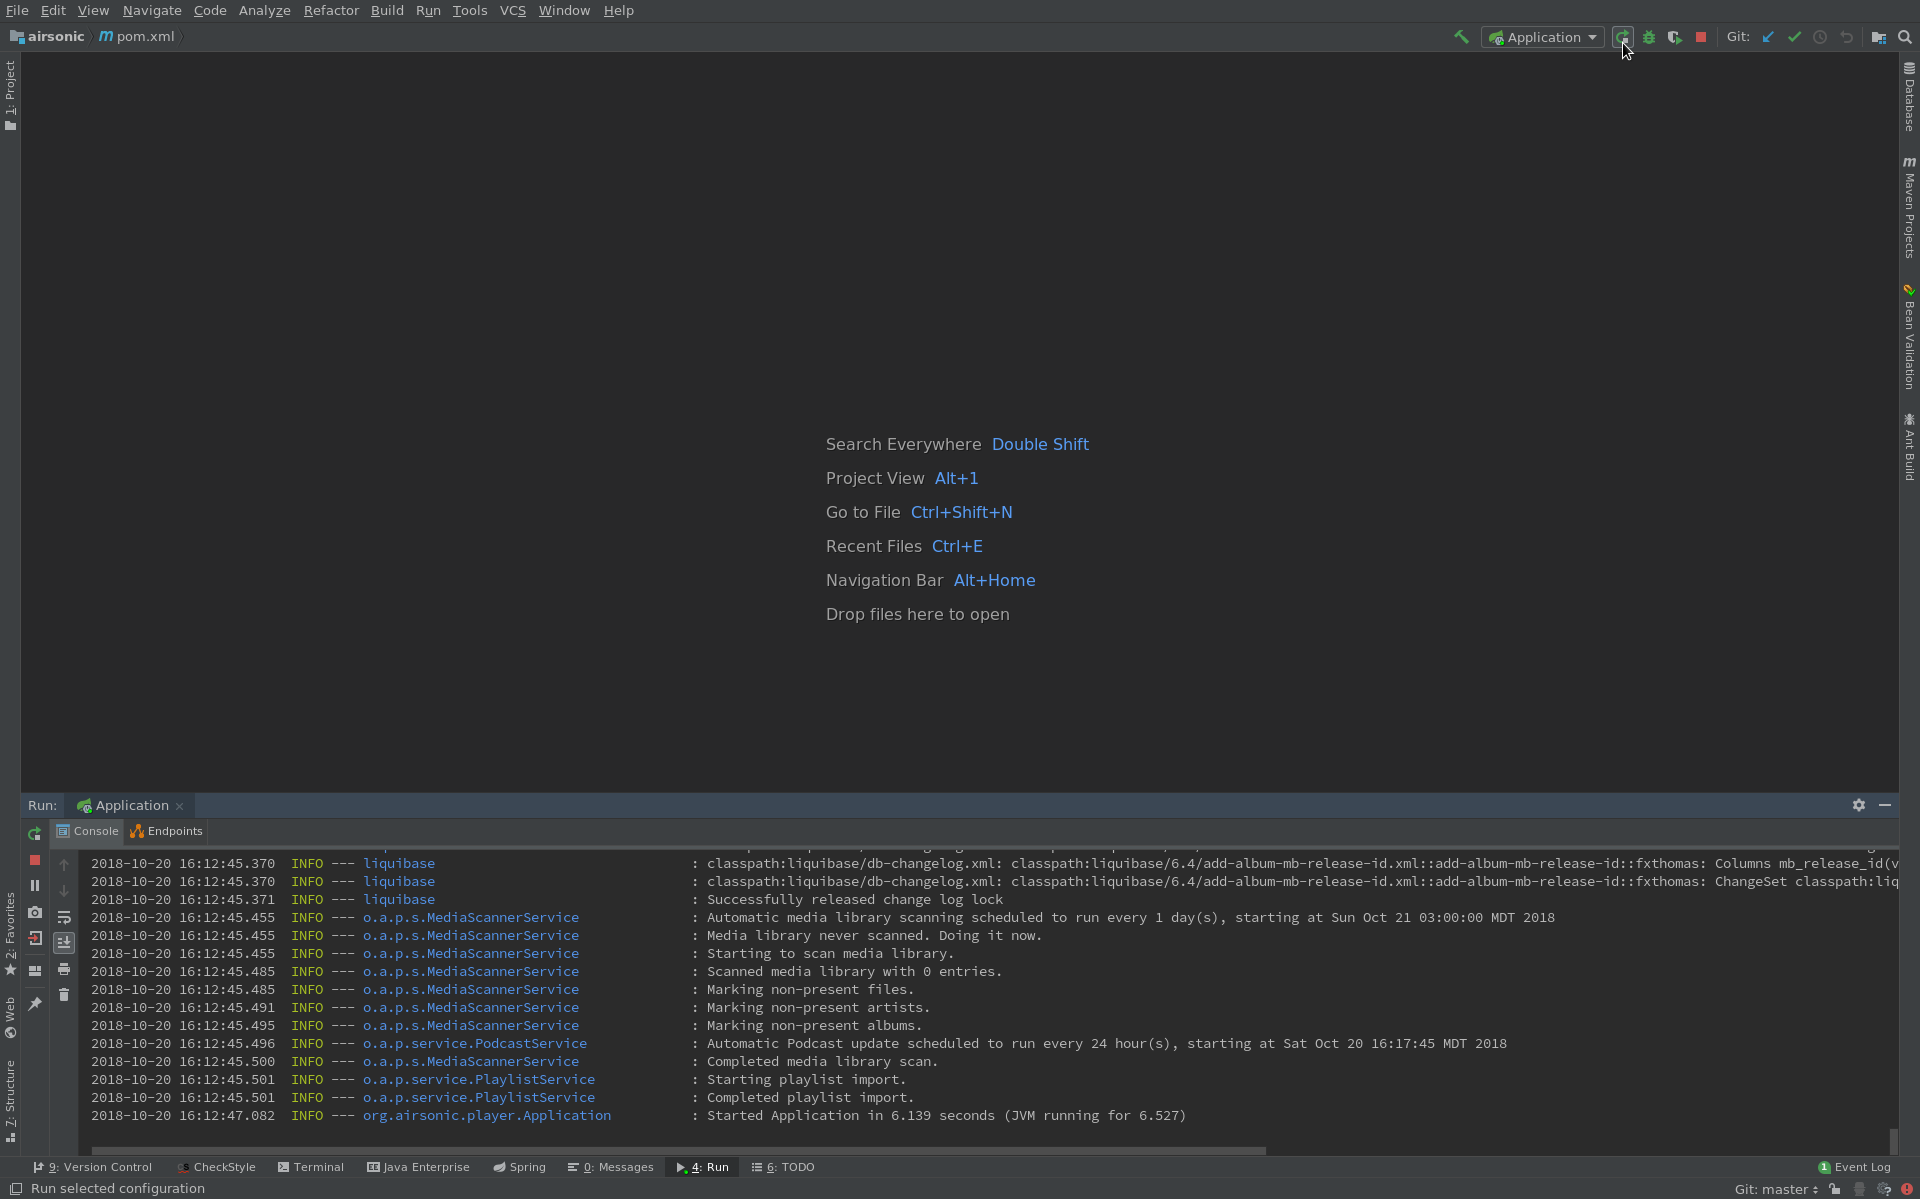 File Edit View Navigate Code Analyze Refactor Build Run Tools VCS Window Help
airsonic pom.xml Application Git:
1: Project
Database
Maven Projects
Bean Validation
Ant Build
Search Everywhere Double Shift
Project View Alt+1
Go to File Ctrl+Shift+N
Recent Files Ctrl+E
Navigation Bar Alt+Home
Drop files here to open
Run: Application
Console Endpoints
2018-10-20 16:12:45.370 INFO --- liquibase : classpath:liquibase/db-changelog.xml: classpath:liquibase/6.4/add-album-mb-release-id.xml::add-album-mb-release-id::fxthomas: Columns mb_release_id(v
2018-10-20 16:12:45.370 INFO --- liquibase : classpath:liquibase/db-changelog.xml: classpath:liquibase/6.4/add-album-mb-release-id.xml::add-album-mb-release-id::fxthomas: ChangeSet classpath:liq
2018-10-20 16:12:45.371 INFO --- liquibase : Successfully released change log lock
2018-10-20 16:12:45.455 INFO --- o.a.p.s.MediaScannerService : Automatic media library scanning scheduled to run every 1 day(s), starting at Sun Oct 21 03:00:00 MDT 2018
2018-10-20 16:12:45.455 INFO --- o.a.p.s.MediaScannerService : Media library never scanned. Doing it now.
2018-10-20 16:12:45.455 INFO --- o.a.p.s.MediaScannerService : Starting to scan media library.
2018-10-20 16:12:45.485 INFO --- o.a.p.s.MediaScannerService : Scanned media library with 0 entries.
2018-10-20 16:12:45.485 INFO --- o.a.p.s.MediaScannerService : Marking non-present files.
2018-10-20 16:12:45.491 INFO --- o.a.p.s.MediaScannerService : Marking non-present artists.
2018-10-20 16:12:45.495 INFO --- o.a.p.s.MediaScannerService : Marking non-present albums.
2018-10-20 16:12:45.496 INFO --- o.a.p.service.PodcastService : Automatic Podcast update scheduled to run every 24 hour(s), starting at Sat Oct 20 16:17:45 MDT 2018
2018-10-20 16:12:45.500 INFO --- o.a.p.s.MediaScannerService : Completed media library scan.
2018-10-20 16:12:45.501 INFO --- o.a.p.service.PlaylistService : Starting playlist import.
2018-10-20 16:12:45.501 INFO --- o.a.p.service.PlaylistService : Completed playlist import.
2018-10-20 16:12:47.082 INFO --- org.airsonic.player.Application : Started Application in 6.139 seconds (JVM running for 6.527)
2: Favorites
Web
7: Structure
9: Version Control CheckStyle Terminal Java Enterprise Spring 0: Messages 4: Run 6: TODO 1 Event Log
Run selected configuration Git: master